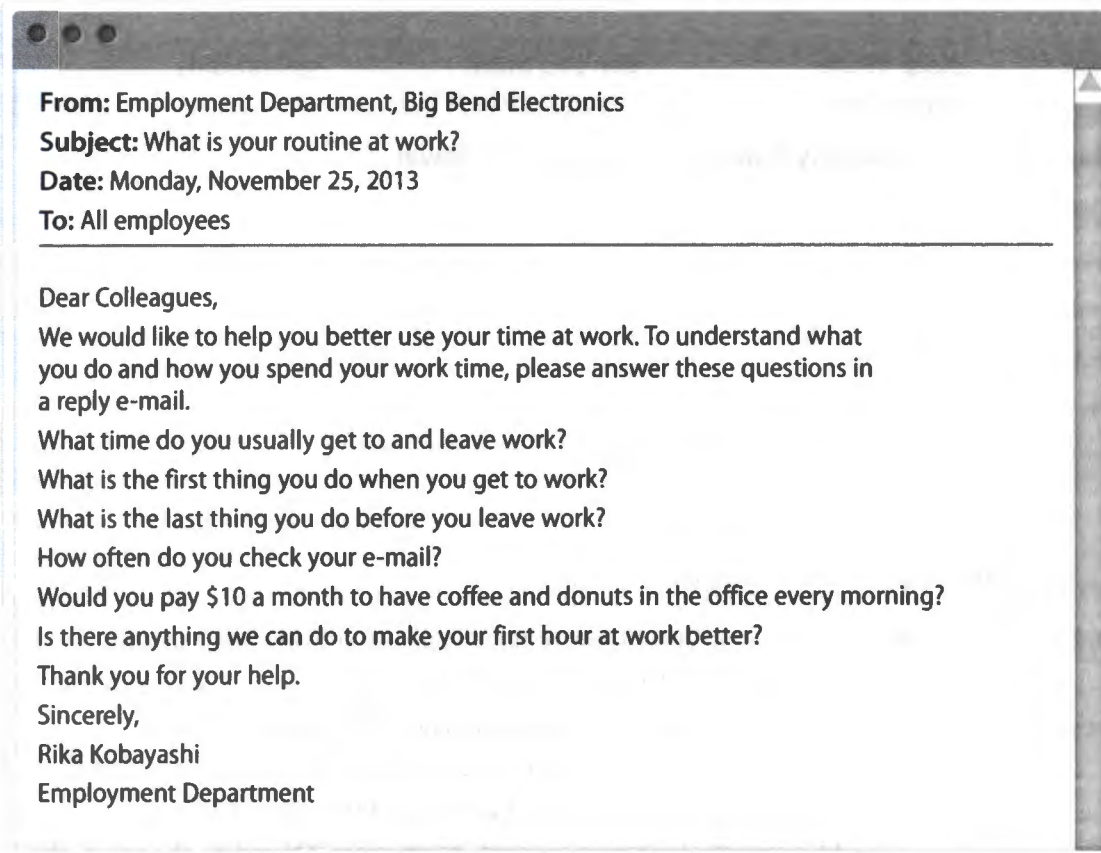 From: Employment Department, Big Bend Electronics
Subject: What is your routine at work?
Date: Monday, November 25, 2013
To: All employees
Dear Colleagues,
We would like to help you better use your time at work. To understand what
you do and how you spend your work time, please answer these questions in
a reply e-mail.
What time do you usually get to and leave work?
What is the first thing you do when you get to work?
What is the last thing you do before you leave work?
How often do you check your e-mail?
Would you pay $10 a month to have coffee and donuts in the office every morning?
Is there anything we can do to make your first hour at work better?
Thank you for your help.
Sincerely,
Rika Kobayashi
Employment Department